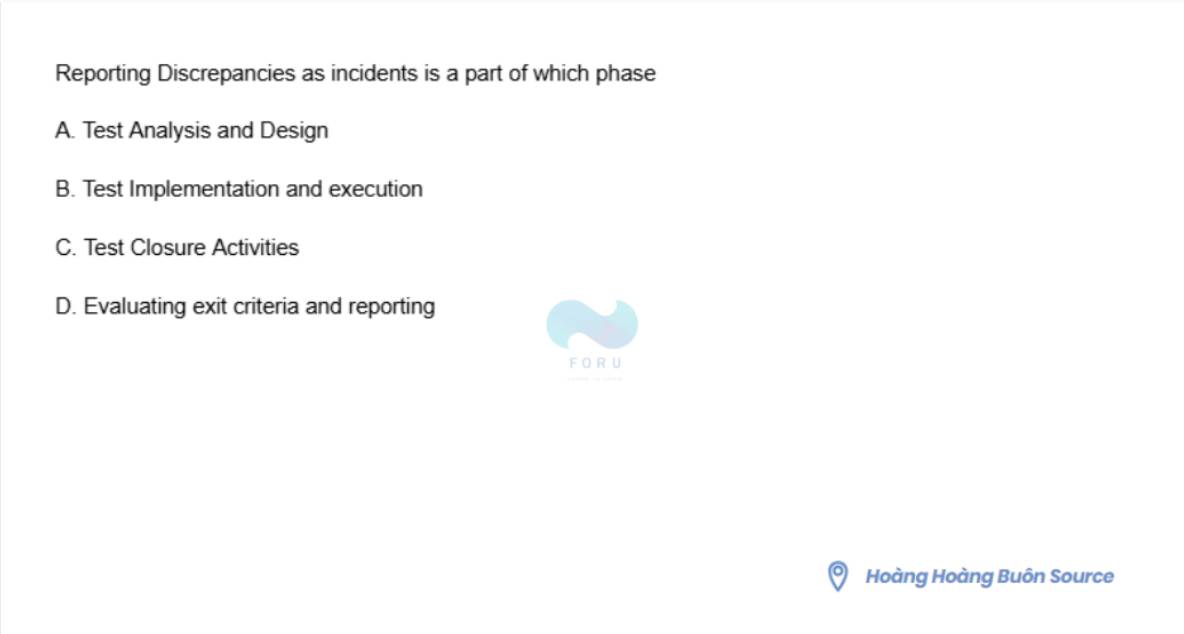 Reporting Discrepancies as incidents is a part of which phase
A. Test Analysis and Design
B. Test Implementation and execution
C. Test Closure Activities
D. Evaluating exit criteria and reporting
FORU
Hoàng Hoàng Buôn Source